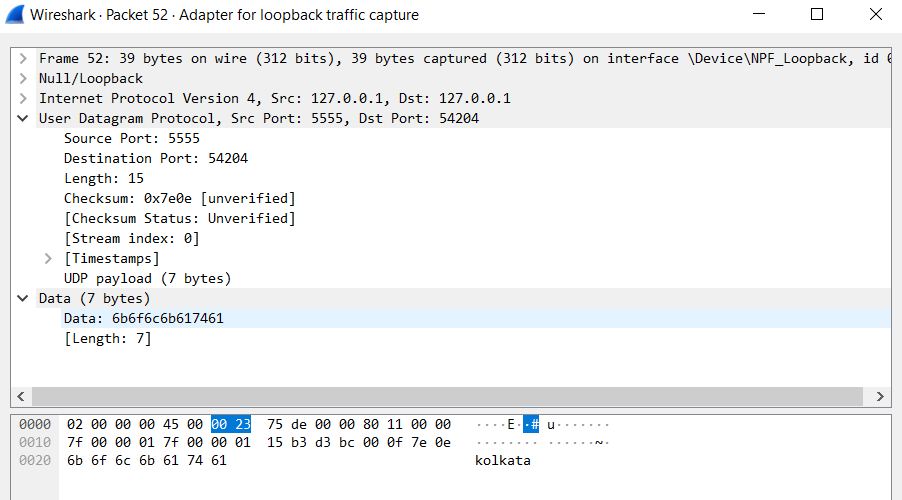 Wireshark · Packet 52 · Adapter for loopback traffic capture
Frame 52: 39 bytes on wire (312 bits), 39 bytes captured (312 bits) on interface \Device\NPF_Loopback, id 0
Null/Loopback
Internet Protocol Version 4, Src: 127.0.0.1, Dst: 127.0.0.1
User Datagram Protocol, Src Port: 5555, Dst Port: 54204
Source Port: 5555
Destination Port: 54204
Length: 15
Checksum: 0x7e0e [unverified]
[Checksum Status: Unverified]
[Stream index: 0]
[Timestamps]
UDP payload (7 bytes)
Data (7 bytes)
Data: 6b6f6c6b617461
[Length: 7]
0000 02 00 00 00 45 00 00 23 75 de 00 00 80 11 00 00 ····E··# u·······
0010 7f 00 00 01 7f 00 00 01 15 b3 d3 bc 00 0f 7e 0e ········ ······~·
0020 6b 6f 6c 6b 61 74 61 kolkata